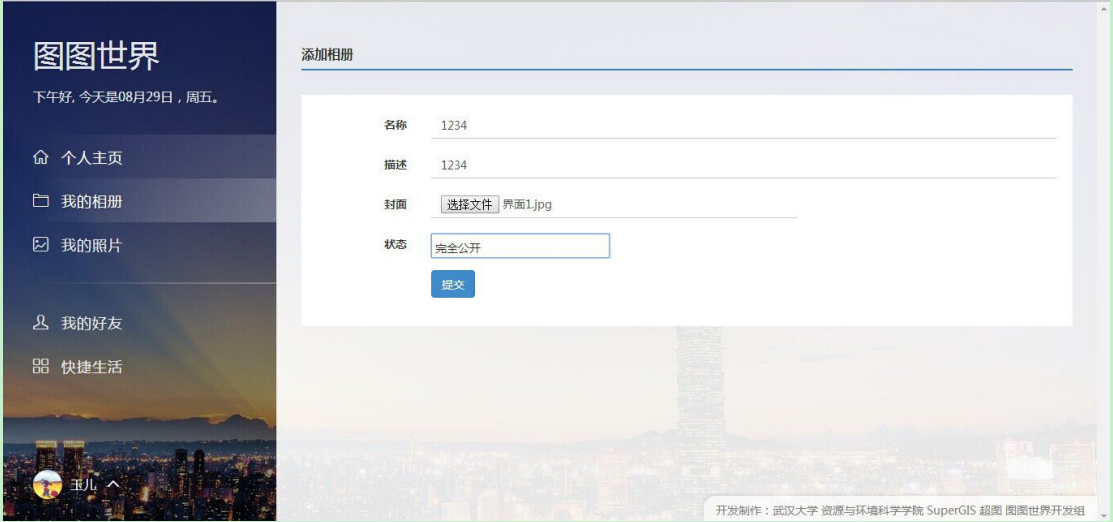 图图世界
下午好, 今天是08月29日，周五。
个人主页
我的相册
我的照片
我的好友
快捷生活
玉儿
添加相册
名称 1234
描述 1234
封面 选择文件 界面1.jpg
状态 完全公开
提交
开发制作：武汉大学 资源与环境科学学院 SuperGIS 超图 图图世界开发组